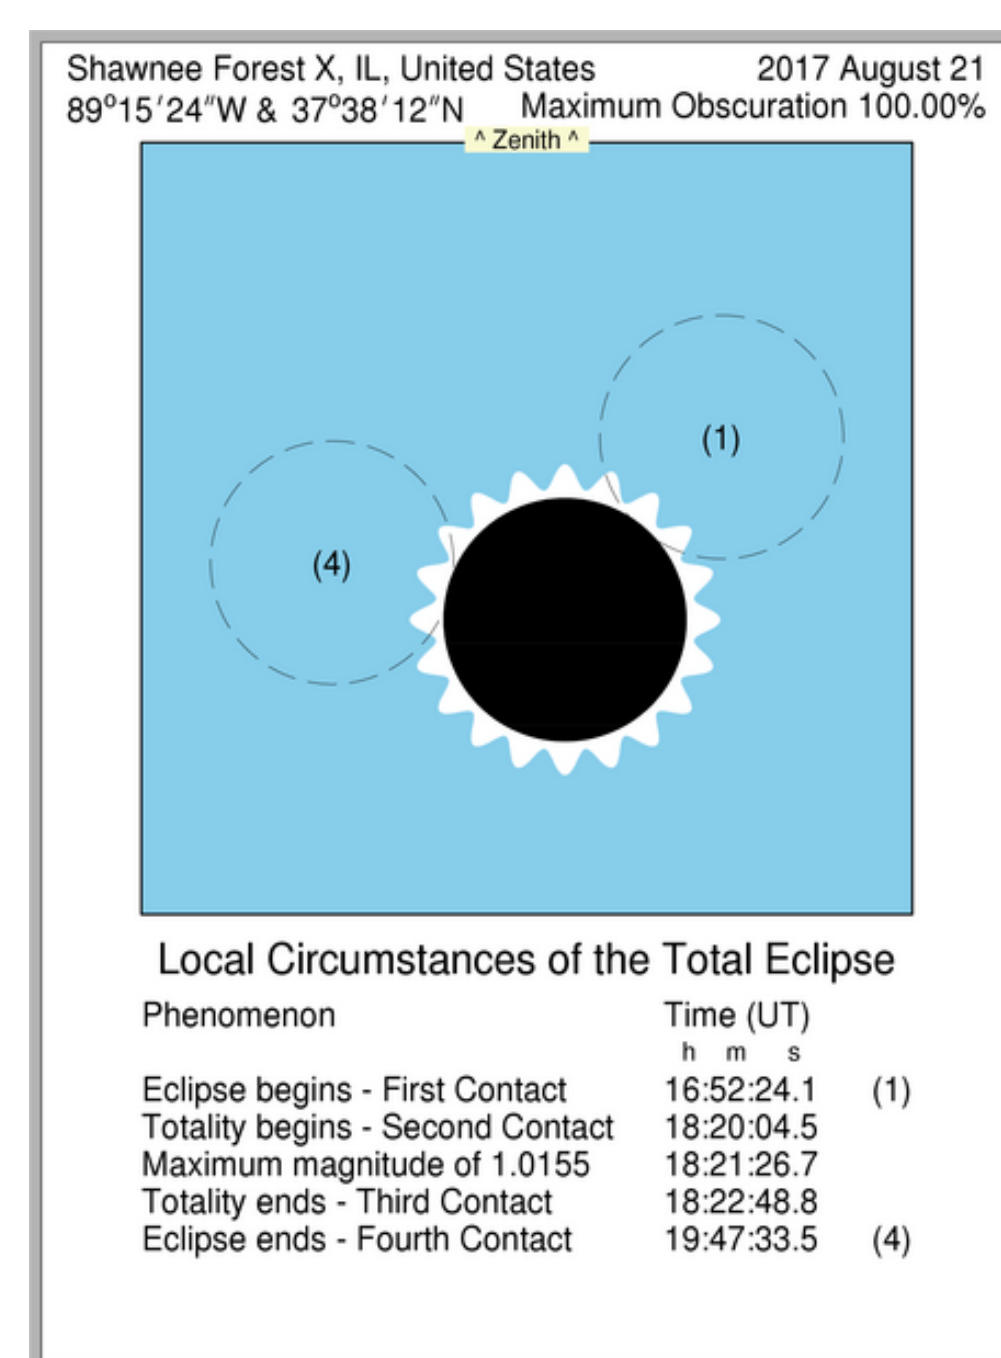 Shawnee Forest X, IL, United States 2017 August 21
89°15′24″W & 37°38′12″N Maximum Obscuration 100.00%
^ Zenith ^
(1)
(4)
Local Circumstances of the Total Eclipse
Phenomenon Time (UT)
h m s
Eclipse begins - First Contact 16:52:24.1 (1)
Totality begins - Second Contact 18:20:04.5
Maximum magnitude of 1.0155 18:21:26.7
Totality ends - Third Contact 18:22:48.8
Eclipse ends - Fourth Contact 19:47:33.5 (4)